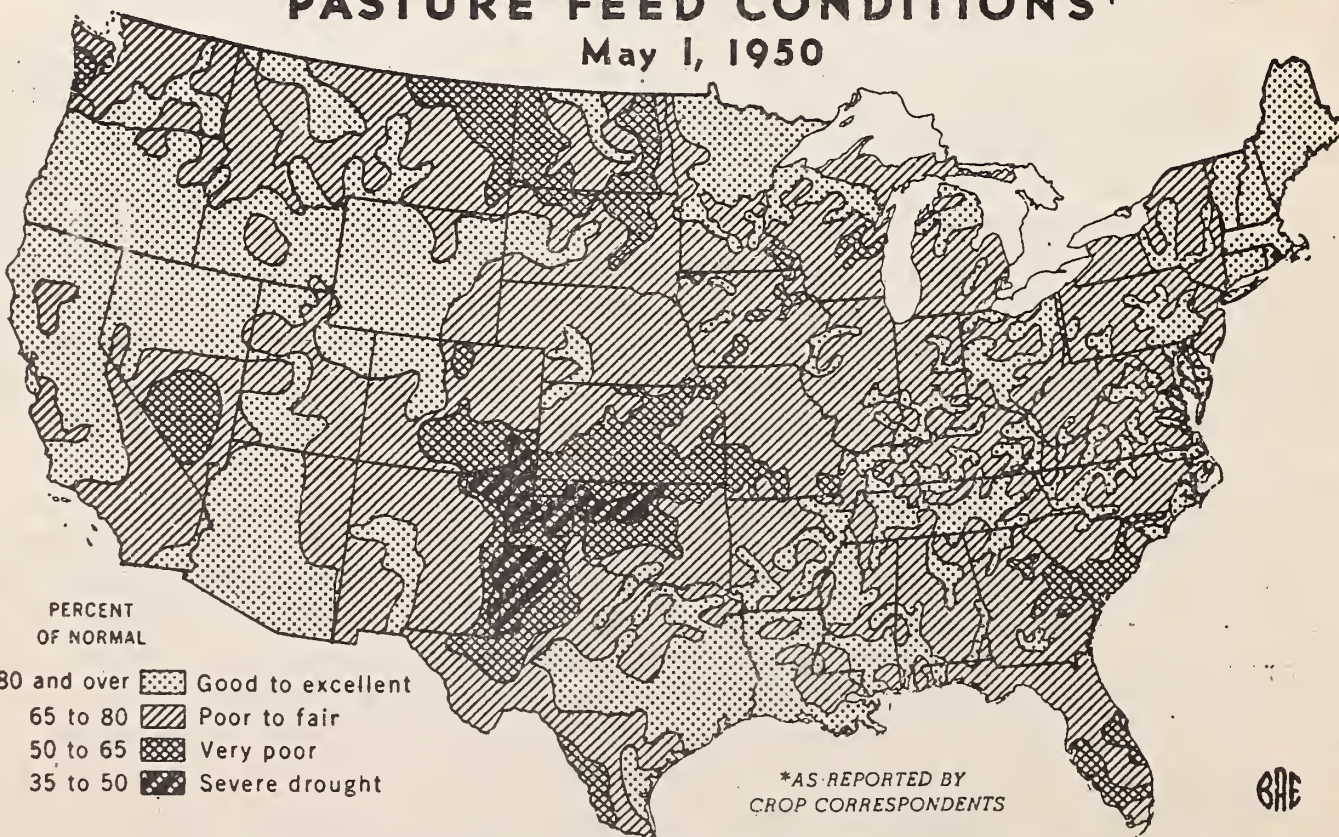 PASTURE FEED CONDITIONS*
May 1, 1950
PERCENT
OF NORMAL
80 and over Good to excellent
65 to 80 Poor to fair
50 to 65 Very poor
35 to 50 Severe drought
*AS REPORTED BY
CROP CORRESPONDENTS
BAE